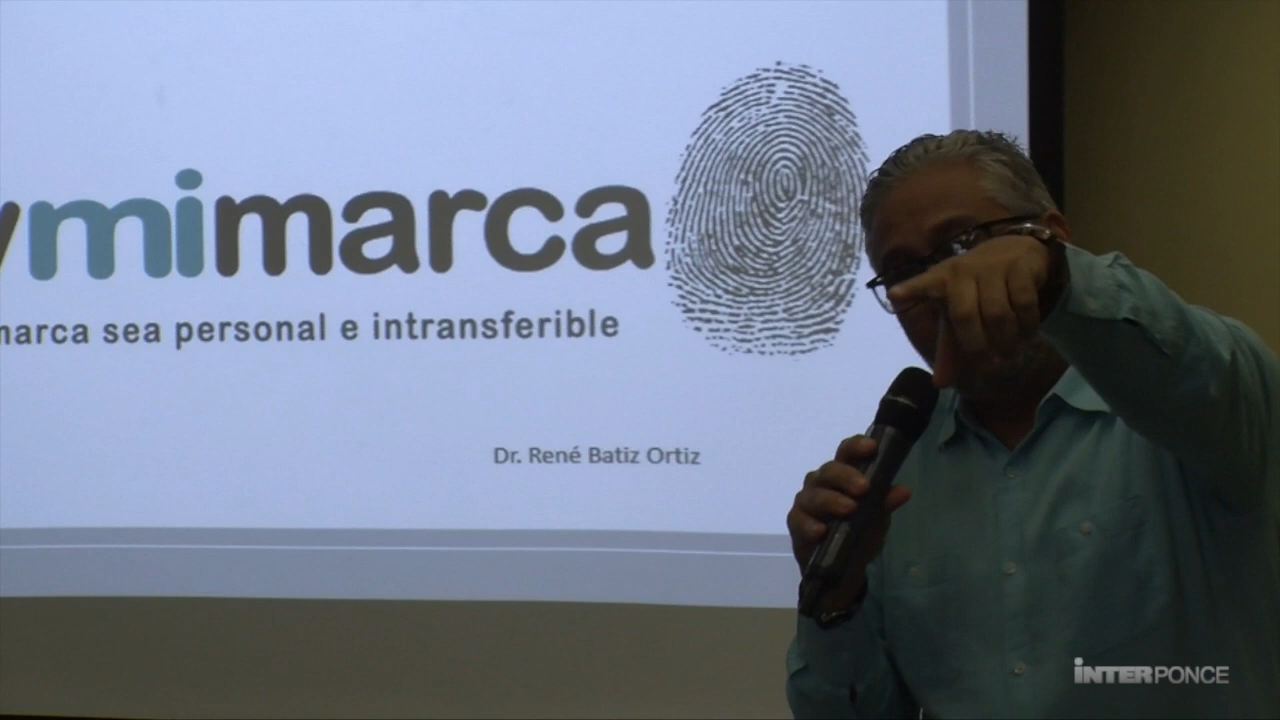 ymimarca
marca sea personal e intransferible
Dr. René Batiz Ortiz
INTERPONCE